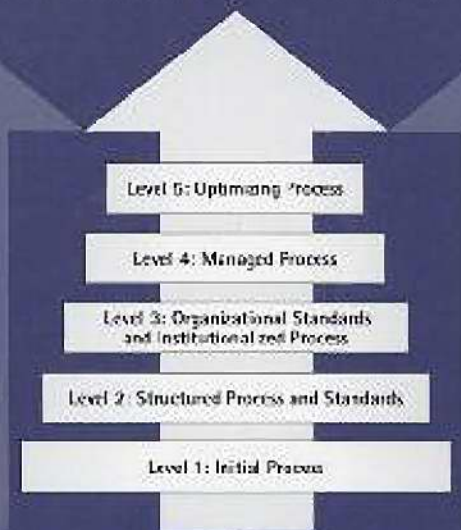 Level 5: Optimizing Process
Level 4: Managed Process
Level 3: Organizational Standards
and Institutionalized Process
Level 2: Structured Process and Standards
Level 1: Initial Process